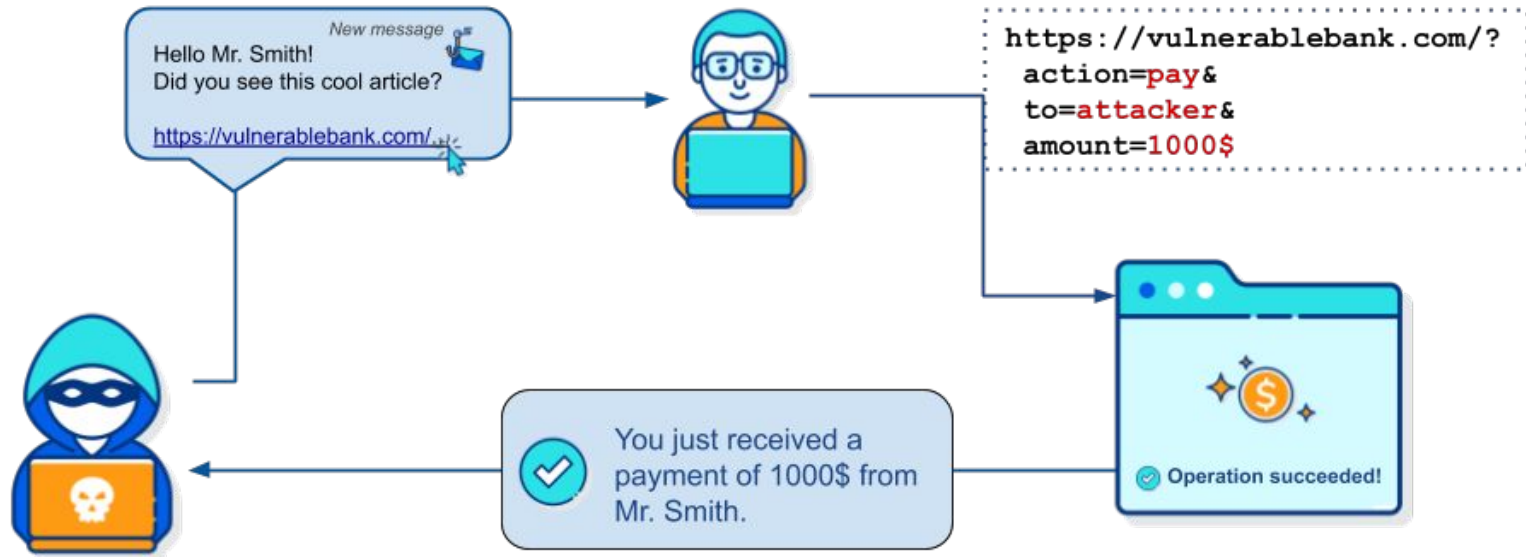 New message
Hello Mr. Smith!
Did you see this cool article?
https://vulnerablebank.com/...
https://vulnerablebank.com/?
action=pay&
to=attacker&
amount=1000$
You just received a
payment of 1000$ from
Mr. Smith.
$
Operation succeeded!